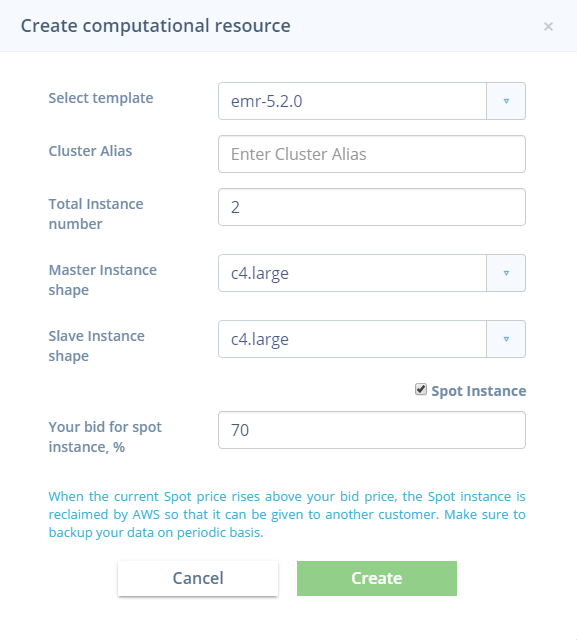 Create computational resource
×
Select template
emr-5.2.0
Cluster Alias
Enter Cluster Alias
Total Instance
number
2
Master Instance
shape
c4.large
Slave Instance
shape
c4.large
Spot Instance
Your bid for spot
instance, %
70
When the current Spot price rises above your bid price, the Spot instance is
reclaimed by AWS so that it can be given to another customer. Make sure to
backup your data on periodic basis.
Cancel
Create